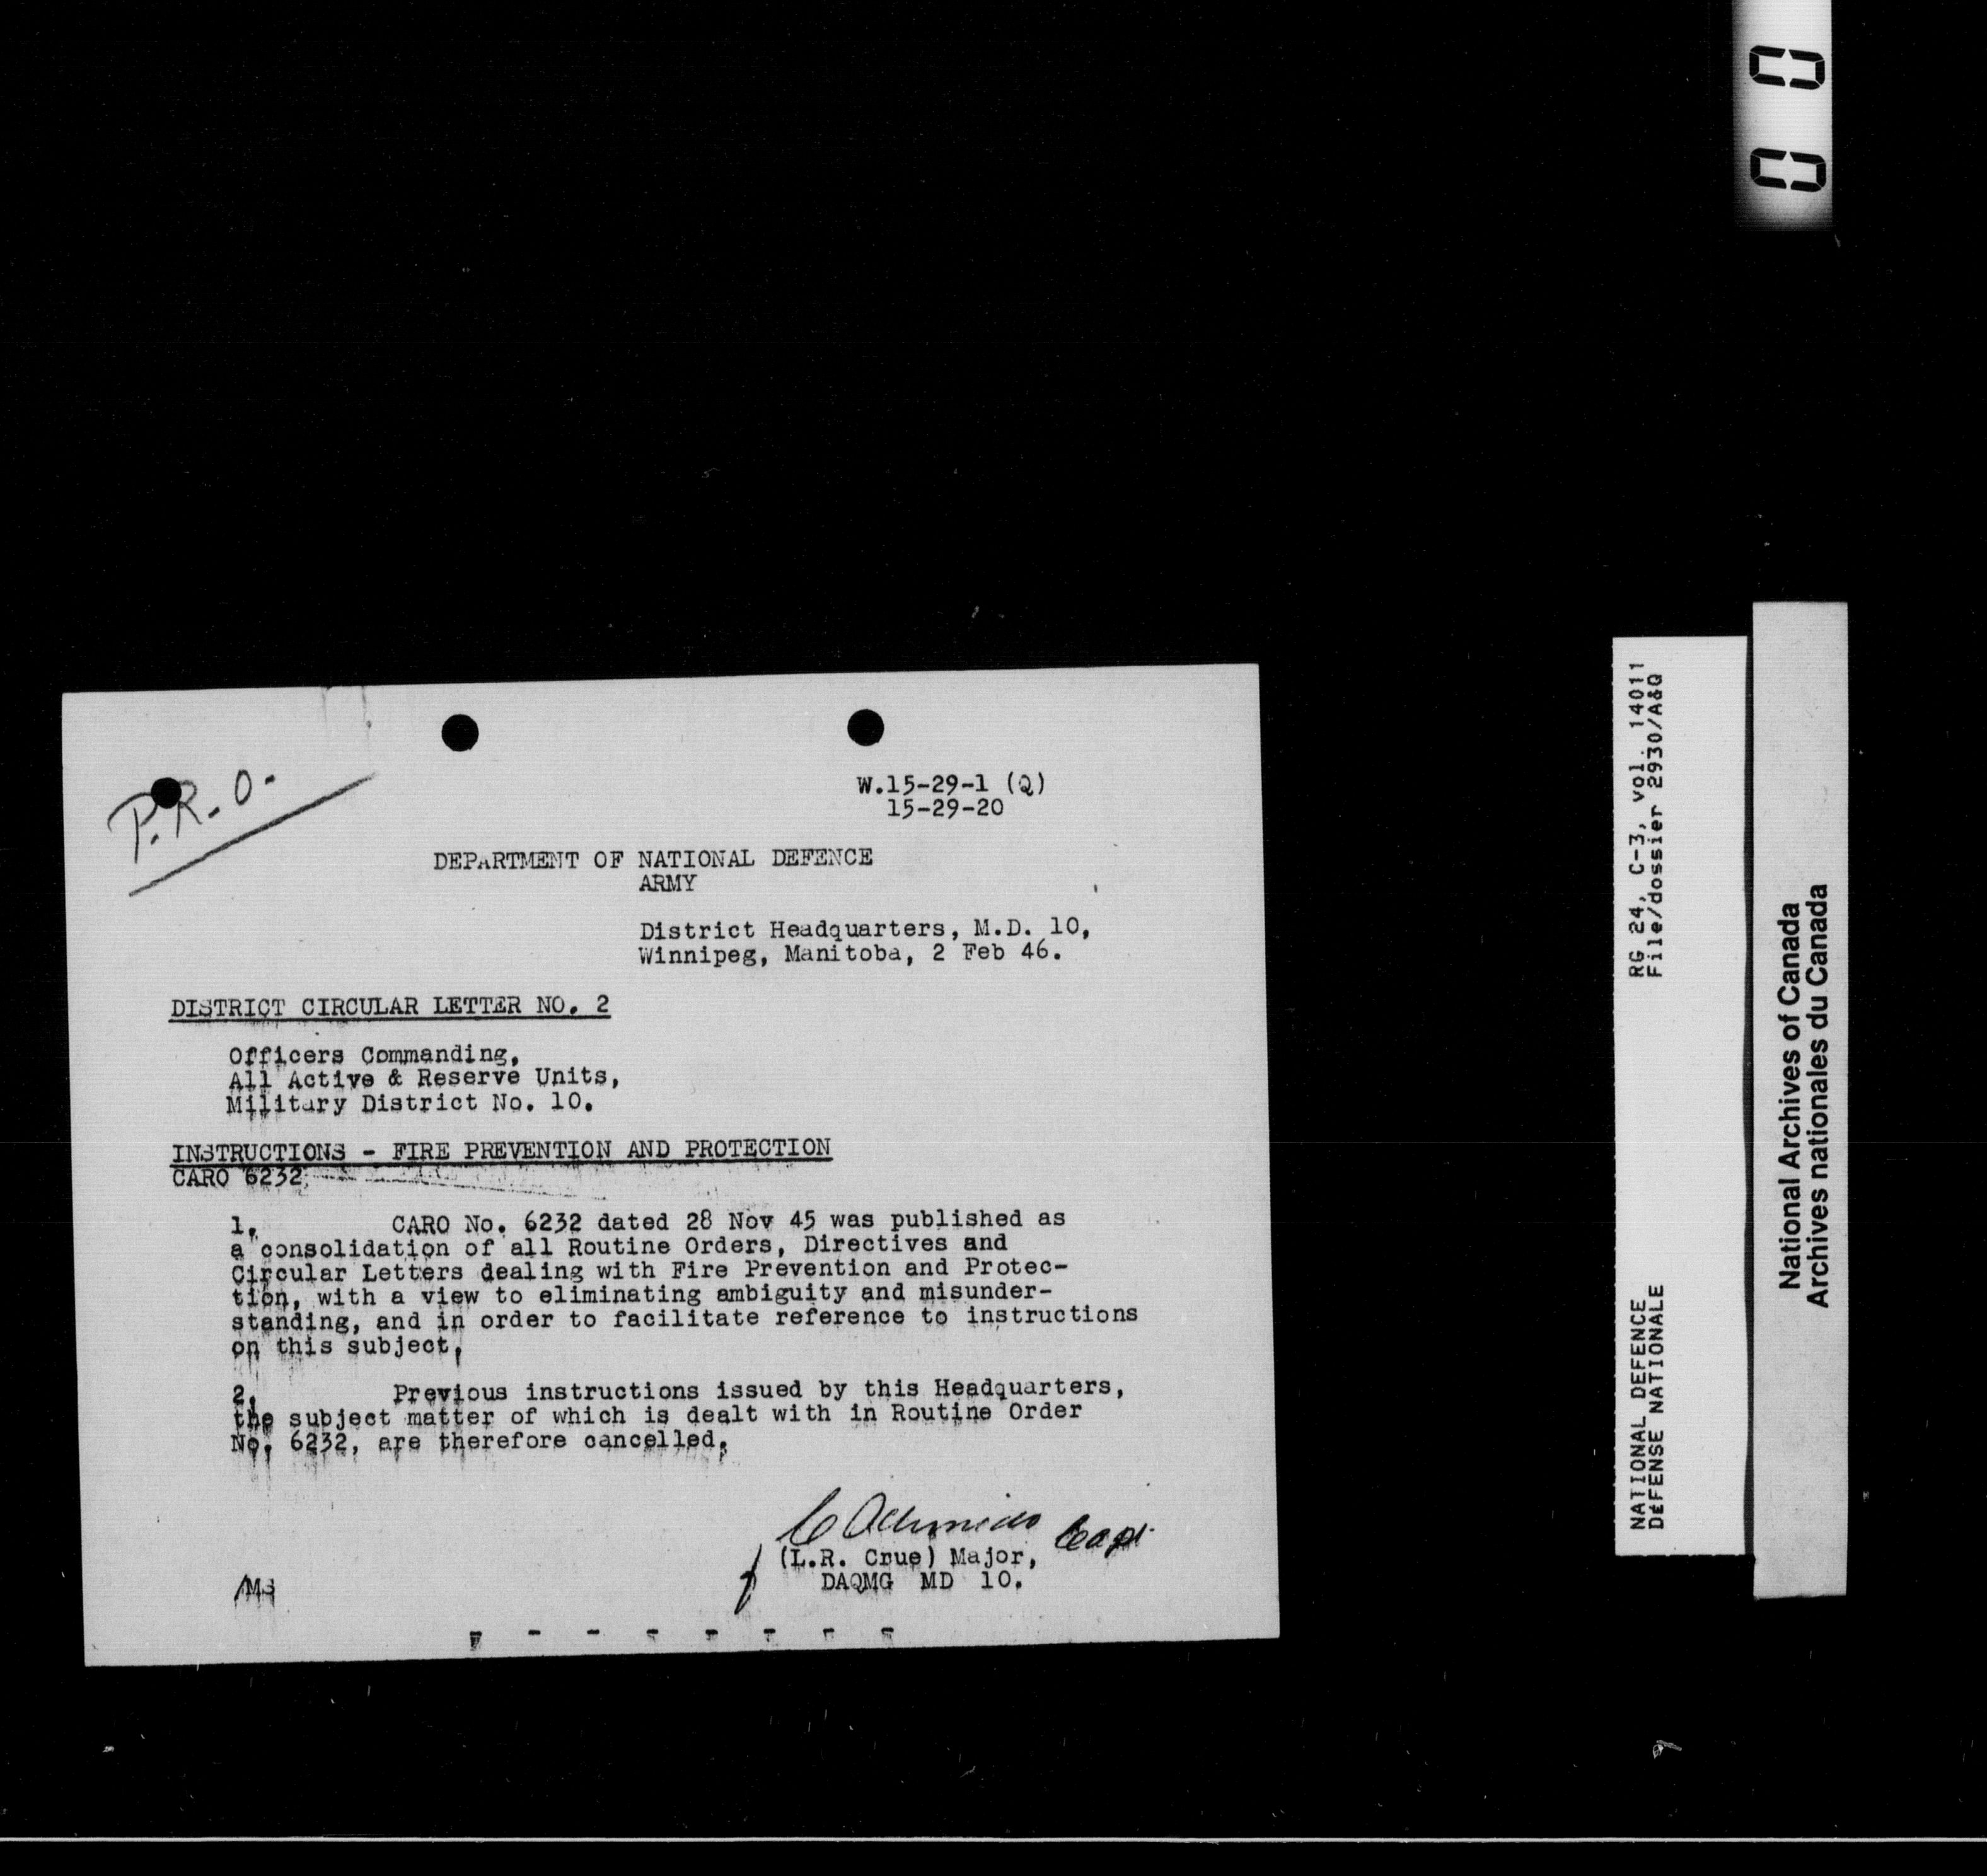 P.R.O.
W.15-29-1 (Q)
15-29-20
DEPARTMENT OF NATIONAL DEFENCE
ARMY
District Headquarters, M.D. 10,
Winnipeg, Manitoba, 2 Feb 46.
DISTRICT CIRCULAR LETTER NO. 2
Officers Commanding,
All Active & Reserve Units,
Military District No. 10.
INSTRUCTIONS - FIRE PREVENTION AND PROTECTION
CARO 6232
1. CARO No. 6232 dated 28 Nov 45 was published as
a consolidation of all Routine Orders, Directives and
Circular Letters dealing with Fire Prevention and Protec-
tion, with a view to eliminating ambiguity and misunder-
standing, and in order to facilitate reference to instructions
on this subject.
2. Previous instructions issued by this Headquarters,
the subject matter of which is dealt with in Routine Order
No. 6232, are therefore cancelled.
Capt.
(L.R. Crue) Major,
DAQMG MD 10.
/MS
RG 24, C-3, vol. 14011
File/dossier 2930/A&Q
NATIONAL DEFENCE
DÉFENSE NATIONALE
National Archives of Canada
Archives nationales du Canada
00